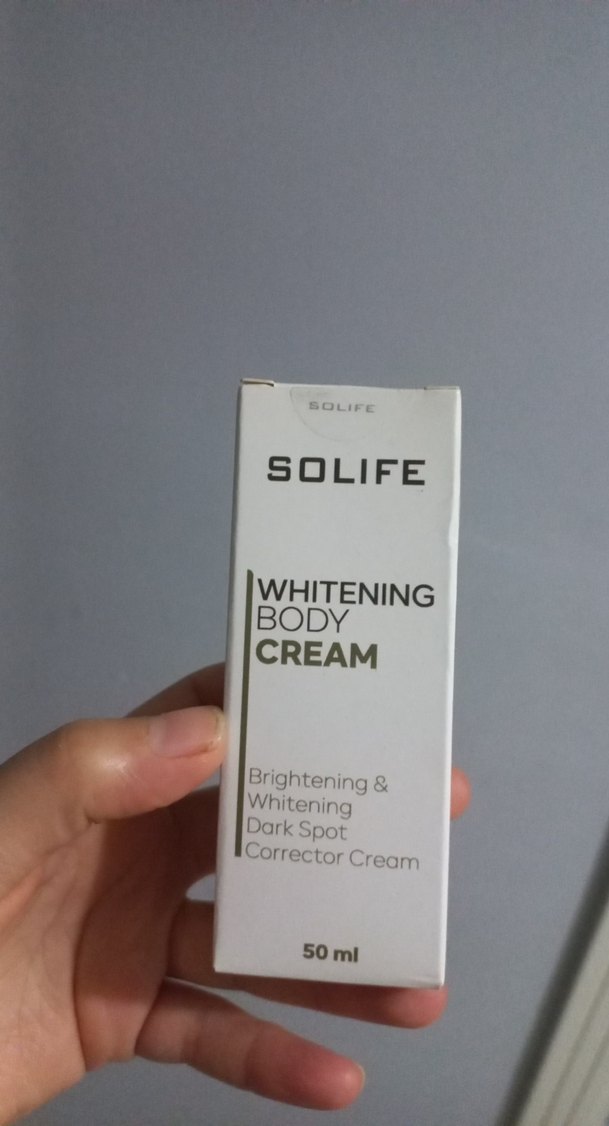 SOLIFE
SOLIFE
WHITENING
BODY
CREAM
Brightening &
Whitening
Dark Spot
Corrector Cream
50 ml